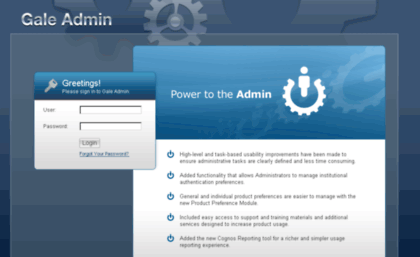 Gale Admin
Greetings!
Please sign in to Gale Admin
User:
Password:
Login
Forgot Your Password?
Power to the Admin
High-level and task-based usability improvements have been made to
ensure administrative tasks are clearly defined and less time consuming.
Added functionality that allows Administrators to manage institutional
authentication preferences
General and individual product preferences are easier to manage with the
new Product Preference Module.
Included easy access to support and training materials and additional
services designed to increase product usage.
Added the new Cognos Reporting tool for a richer and simpler usage
reporting experience.